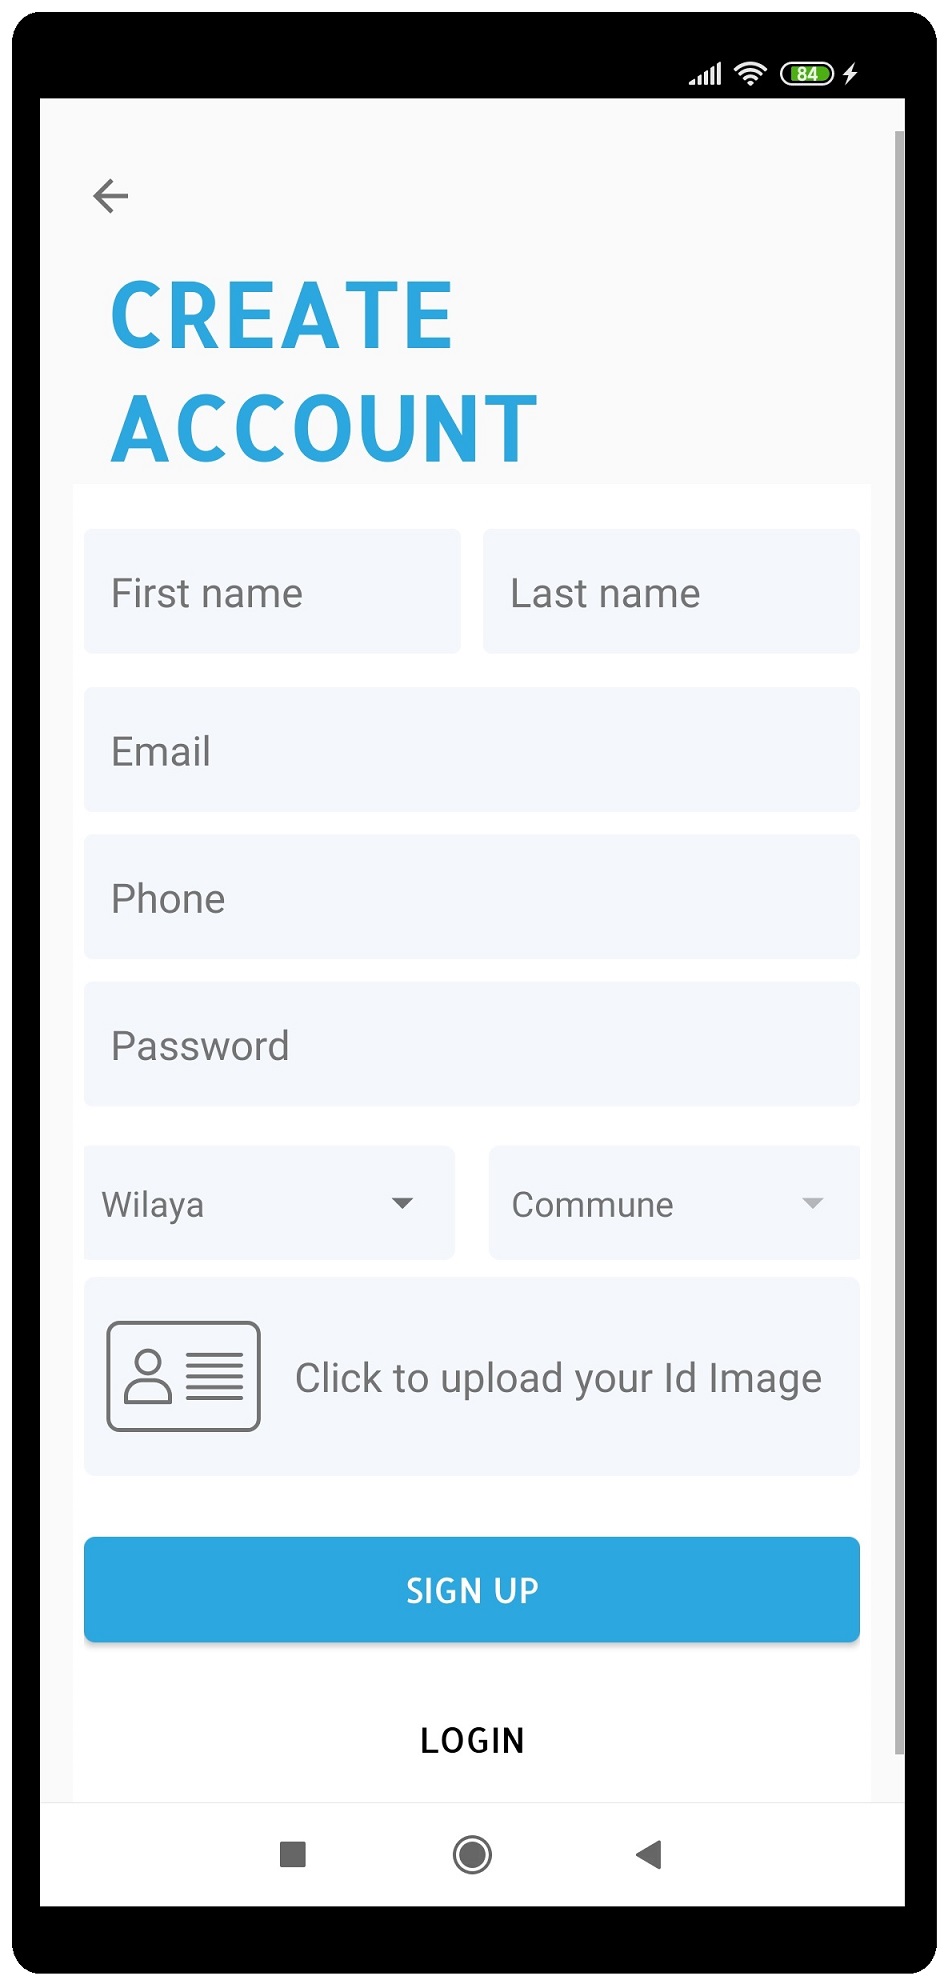 84
CREATE
ACCOUNT
First name
Last name
Email
Phone
Password
Wilaya
Commune
Click to upload your Id Image
SIGN UP
LOGIN